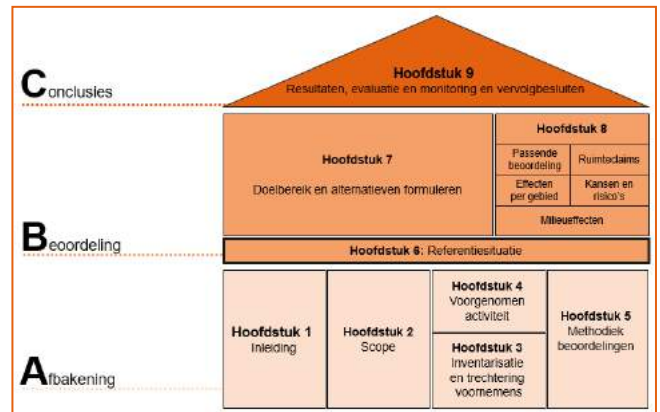 Hoofdstuk 9
Resultaten, evaluatie en monitoring en vervolgbesluiten
Conclusies
Hoofdstuk 7
Doelbereik en alternatieven formuleren
Hoofdstuk 8
Passende
beoordeling
Ruimteclaims
Effecten
per gebied
Kansen en
risico's
Milieueffecten
Beoordeling
Hoofdstuk 6: Referentiesituatie
Hoofdstuk 1
Inleiding
Hoofdstuk 2
Scope
Hoofdstuk 4
Voorgenomen
activiteit
Hoofdstuk 3
Inventarisatie
en trechtering
voornemens
Hoofdstuk 5
Methodiek
beoordelingen
Afbakening